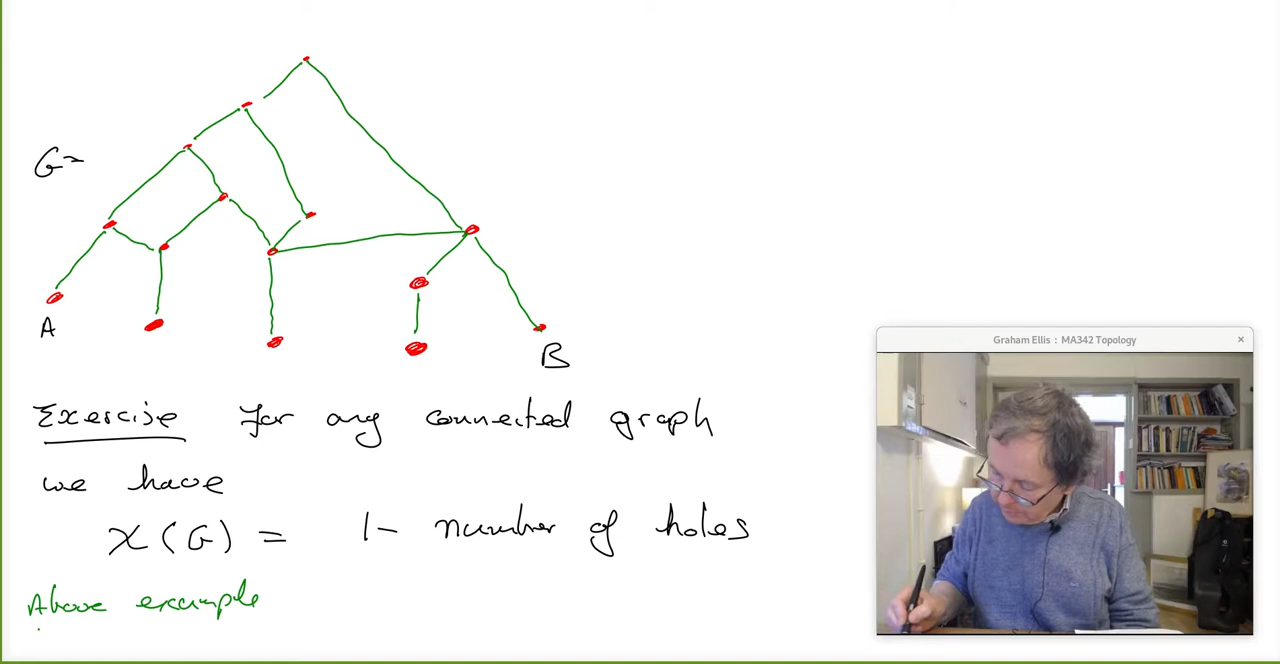 G=
A
B
Graham Ellis : MA342 Topology
Exercise for any connected graph
we have
χ(G) = 1- number of holes
Above example